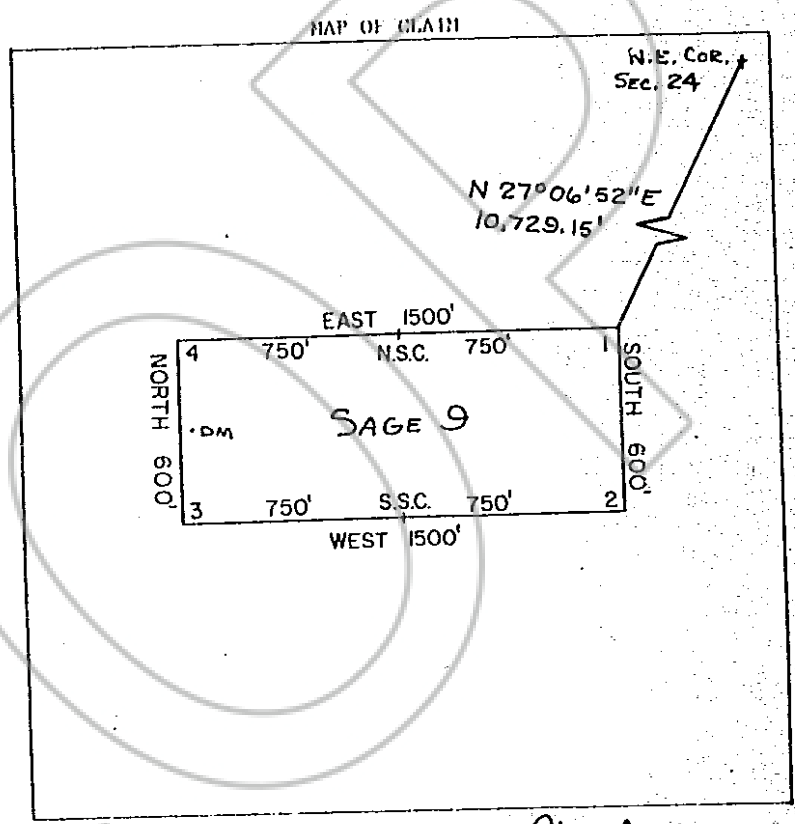 MAP OF CLAIM
N.E. COR.
SEC. 24
N 27°06'52"E
10,729.15'
EAST 1500'
4 750' N.S.C. 750' 1
NORTH 600'
SOUTH 600'
.DM
SAGE 9
3 750' S.S.C. 750' 2
WEST 1500'